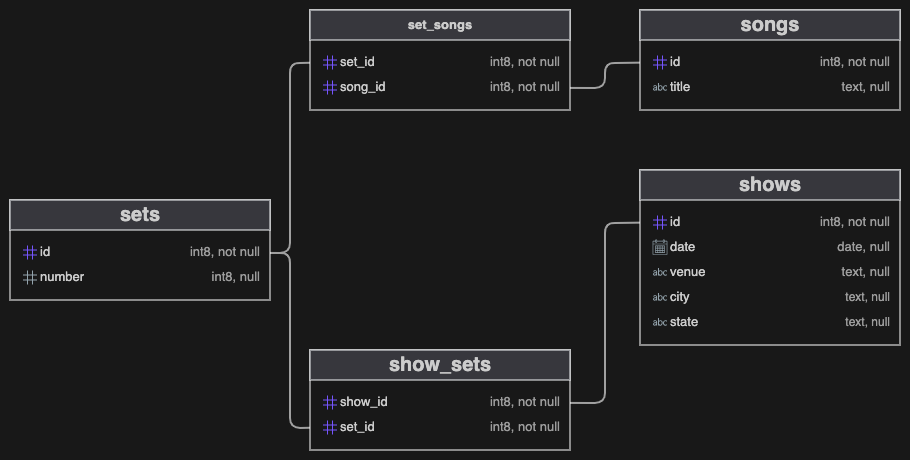 set_songs
set_id int8, not null
song_id int8, not null
songs
id int8, not null
abc title text, null
sets
id int8, not null
number int8, null
shows
id int8, not null
date date, null
abc venue text, null
abc city text, null
abc state text, null
show_sets
show_id int8, not null
set_id int8, not null